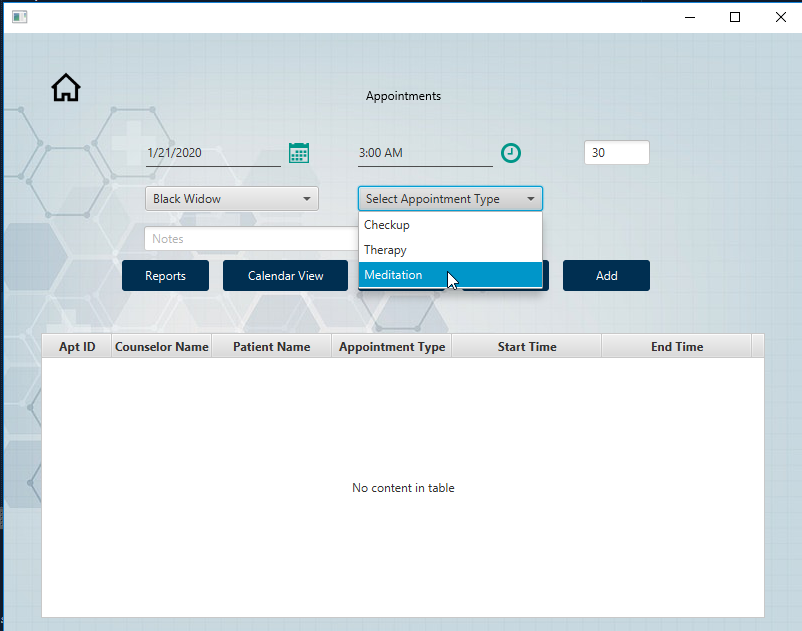 Appointments
1/21/2020 3:00 AM 30
Black Widow Select Appointment Type
Checkup
Notes
Therapy
Meditation
Reports Calendar View Add
Apt ID Counselor Name Patient Name Appointment Type Start Time End Time
No content in table